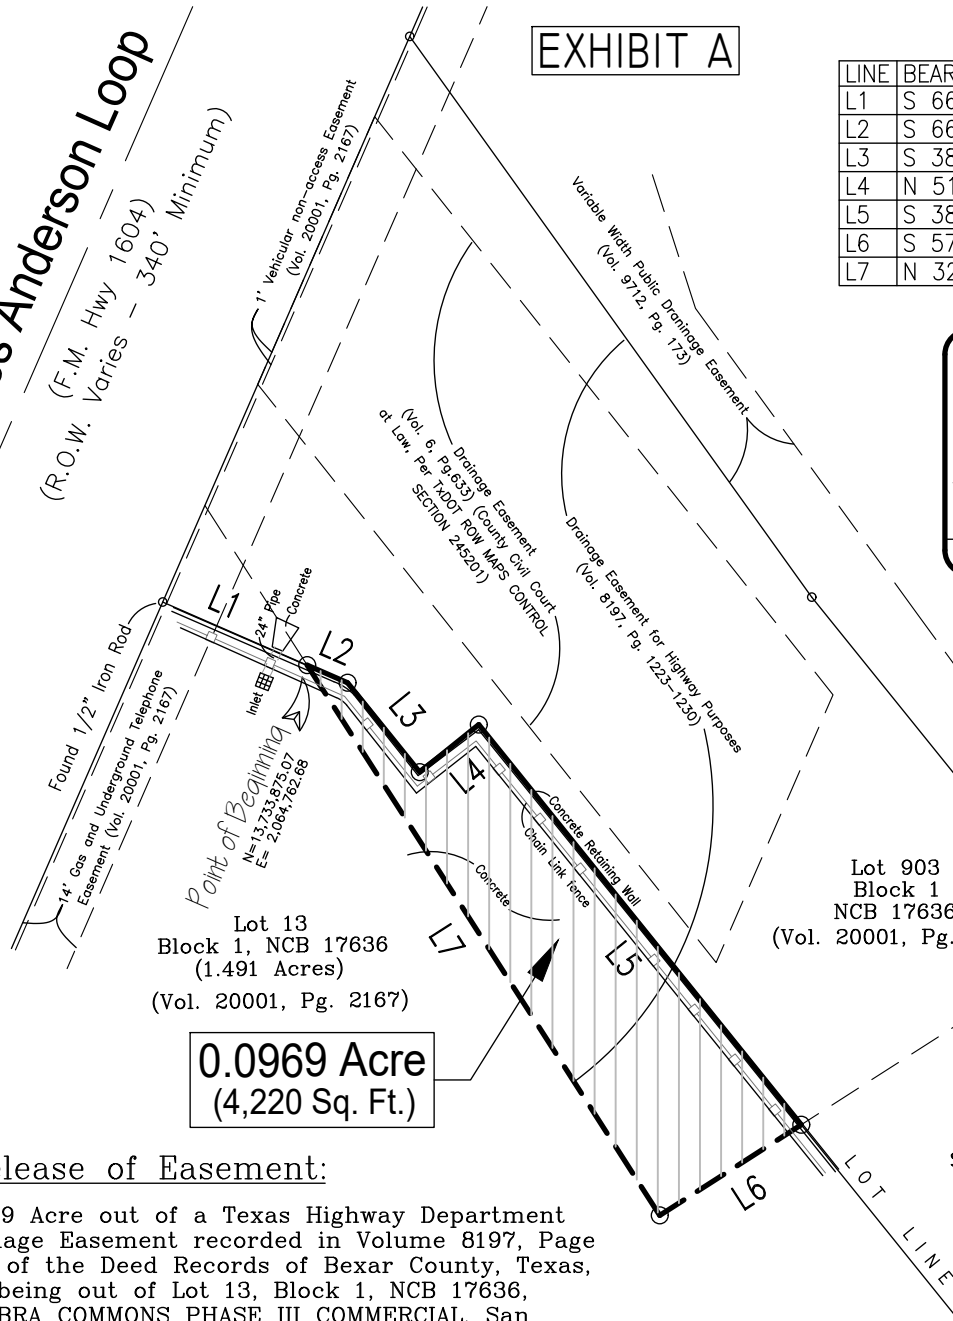 EXHIBIT A
LINE BEAR
L1 S 66
L2 S 66
L3 S 38
L4 N 51
L5 S 38
L6 S 57
L7 N 32
Anderson Loop
(F.M. Hwy 1604)
(R.O.W. Varies – 340' Minimum)
1' Vehicular non-access Easement
(Vol. 20001, Pg. 2167)
Variable Width Public Draninage Easement
(Vol. 9712, Pg. 173)
Drainage Easement
(Vol. 6, Pg.633) (County Civil Court
at Law, Per TxDOT ROW MAPS CONTROL
SECTION 245201)
Drainage Easement for Highway Purposes
(Vol. 8197, Pg. 1223-1230)
L1
24" Pipe
Concrete
L2
Found 1/2" Iron Rod
Inlet
L3
L4
14' Gas and Underground Telephone
Easement (Vol. 20001, Pg. 2167)
Point of Beginning
N=13,733,875.07
E= 2,064,762.68
Concrete Retaining Wall
Chain Link fence
Concrete
L7
L5
Lot 13
Block 1, NCB 17636
(1.491 Acres)
(Vol. 20001, Pg. 2167)
Lot 903
Block 1
NCB 17636
(Vol. 20001, Pg.
0.0969 Acre
(4,220 Sq. Ft.)
L6
LOT LINE
lease of Easement:
9 Acre out of a Texas Highway Department
age Easement recorded in Volume 8197, Page
of the Deed Records of Bexar County, Texas,
being out of Lot 13, Block 1, NCB 17636,
BRA COMMONS PHASE III COMMERCIAL, San